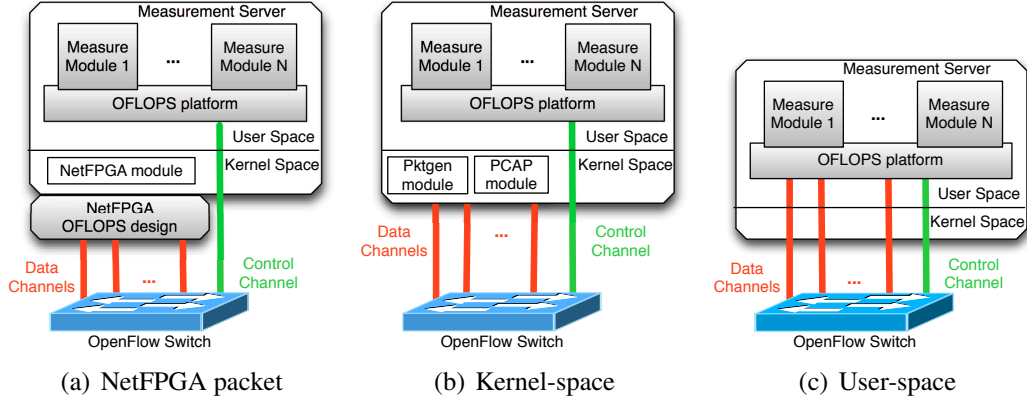 Measurement Server
Measure
Module 1
...
Measure
Module N
OFLOPS platform
User Space
Kernel Space
NetFPGA module
NetFPGA
OFLOPS design
Data
Channels
...
Control
Channel
OpenFlow Switch
(a) NetFPGA packet
Measurement Server
Measure
Module 1
...
Measure
Module N
OFLOPS platform
User Space
Kernel Space
Pktgen
module
PCAP
module
Data
Channels
...
Control
Channel
OpenFlow Switch
(b) Kernel-space
Measurement Server
Measure
Module 1
...
Measure
Module N
OFLOPS platform
User Space
Kernel Space
Data
Channels
...
Control
Channel
OpenFlow Switch
(c) User-space